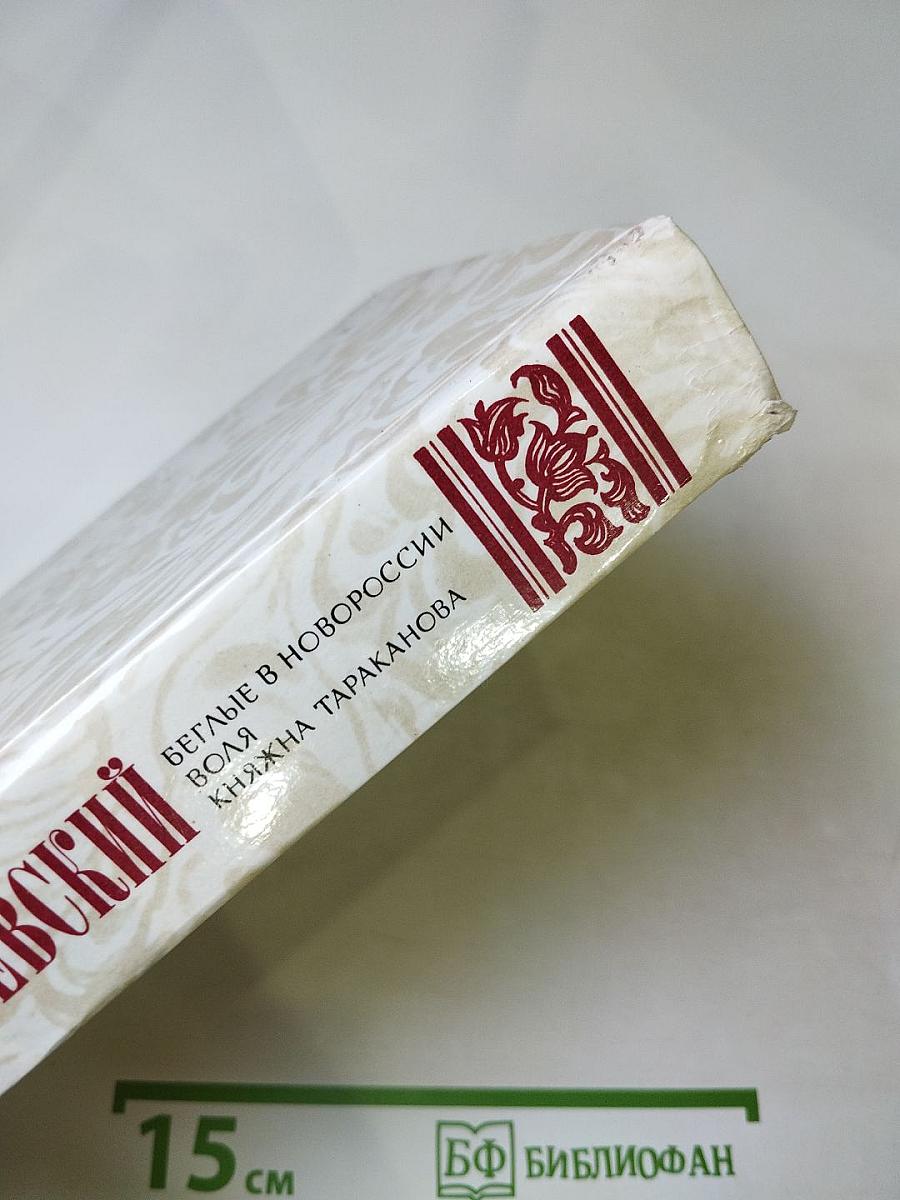 ЕВСКИЙ
БЕГЛЫЕ В НОВОРОССИИ
ВОЛЯ
КНЯЖНА ТАРАКАНОВА
15 см
БФ БИБЛИОФАН